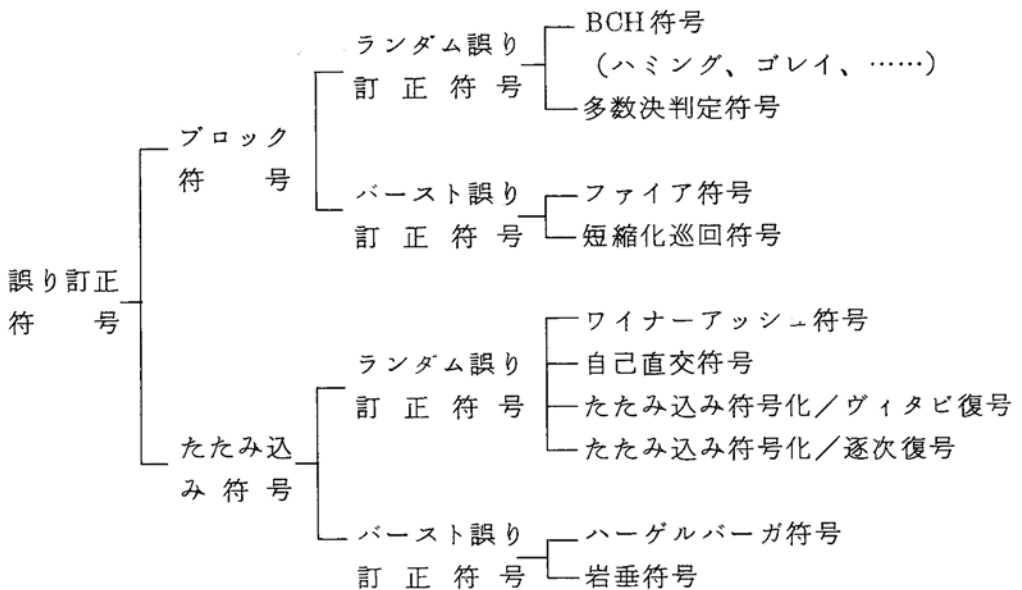 誤り訂正
符号
ブロック
符号
ランダム誤り
訂正符号
BCH符号
（ハミング、ゴレイ、……）
多数決判定符号
バースト誤り
訂正符号
ファイア符号
短縮化巡回符号
たたみ込
み符号
ランダム誤り
訂正符号
ワイナーアッシュ符号
自己直交符号
たたみ込み符号化／ヴィタビ復号
たたみ込み符号化／逐次復号
バースト誤り
訂正符号
ハーゲルバーガ符号
岩垂符号